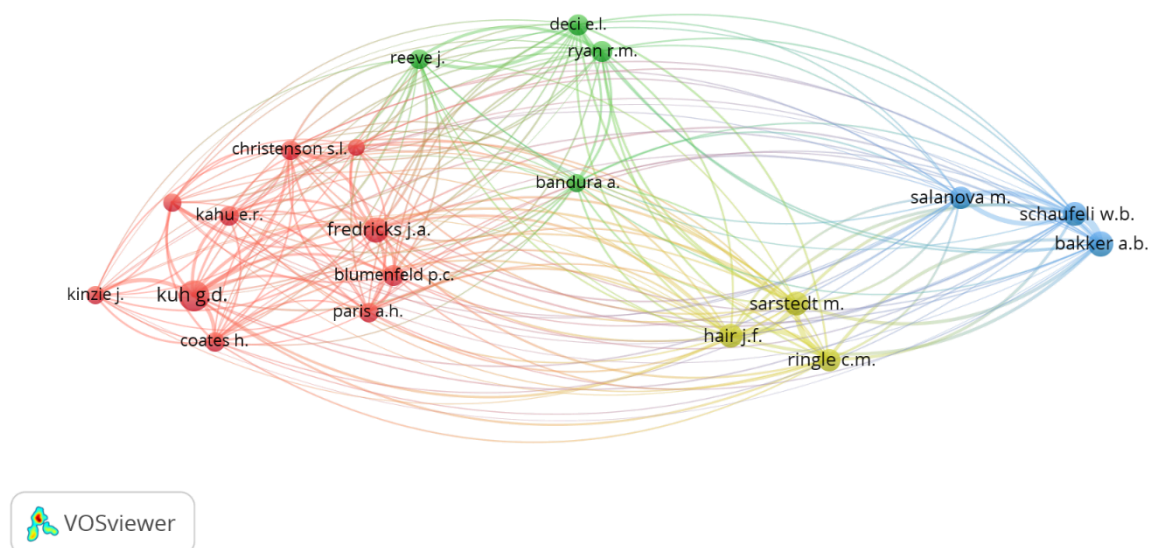 deci e.l.
ryan r.m.
reeve j.
christenson s.l.
bandura a.
salanova m.
kahu e.r.
schaufeli w.b.
fredricks j.a.
bakker a.b.
blumenfeld p.c.
kinzie j.
kuh g.d.
sarstedt m.
paris a.h.
hair j.f.
coates h.
ringle c.m.
VOSviewer